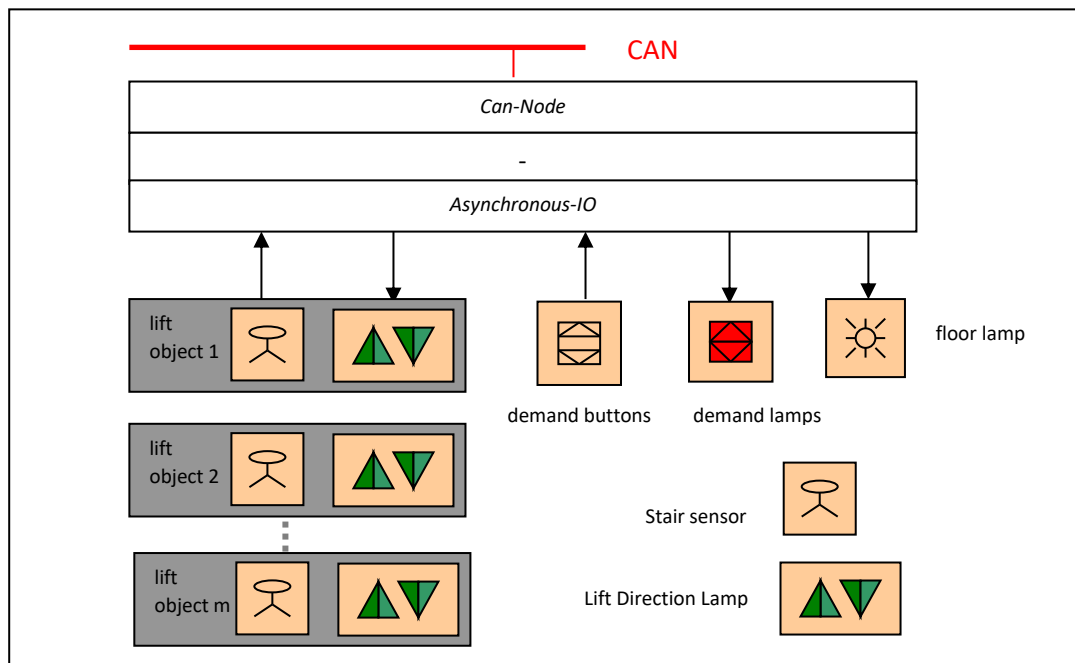 CAN
Can-Node
-
Asynchronous-IO
lift
object 1
floor lamp
demand buttons
demand lamps
lift
object 2
Stair sensor
lift
object m
Lift Direction Lamp